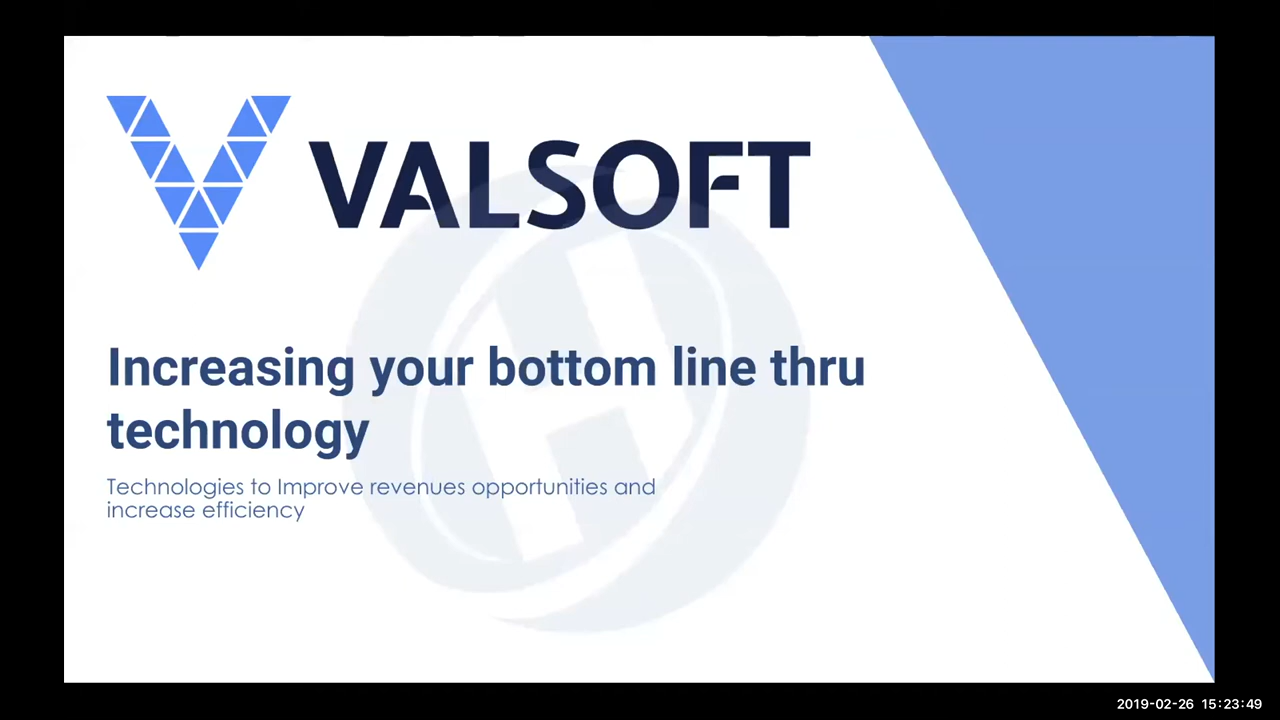 VALSOFT
Increasing your bottom line thru
technology
Technologies to Improve revenues opportunities and
increase efficiency
2019-02-26 15:23:49